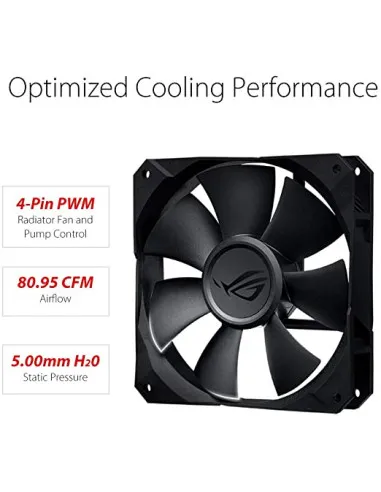 Optimized Cooling Performance
4-Pin PWM
Radiator Fan and
Pump Control
80.95 CFM
Airflow
5.00mm H₂0
Static Pressure